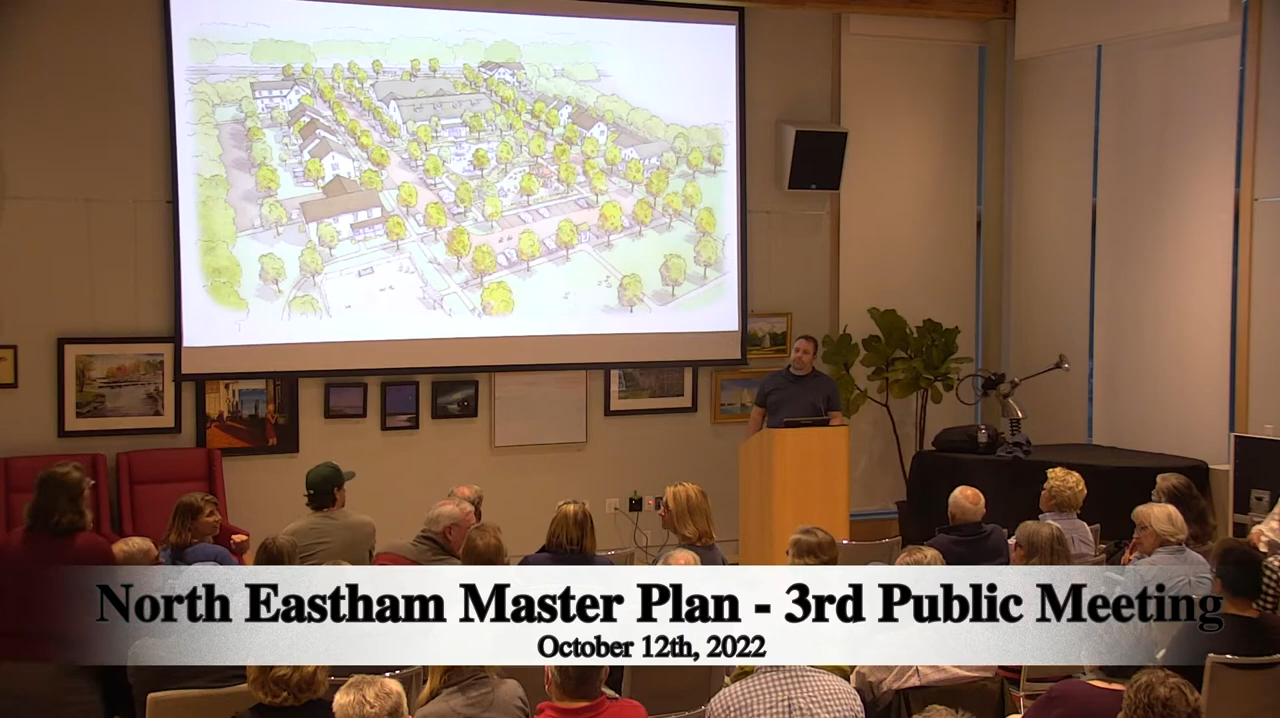 North Eastham Master Plan - 3rd Public Meeting
October 12th, 2022